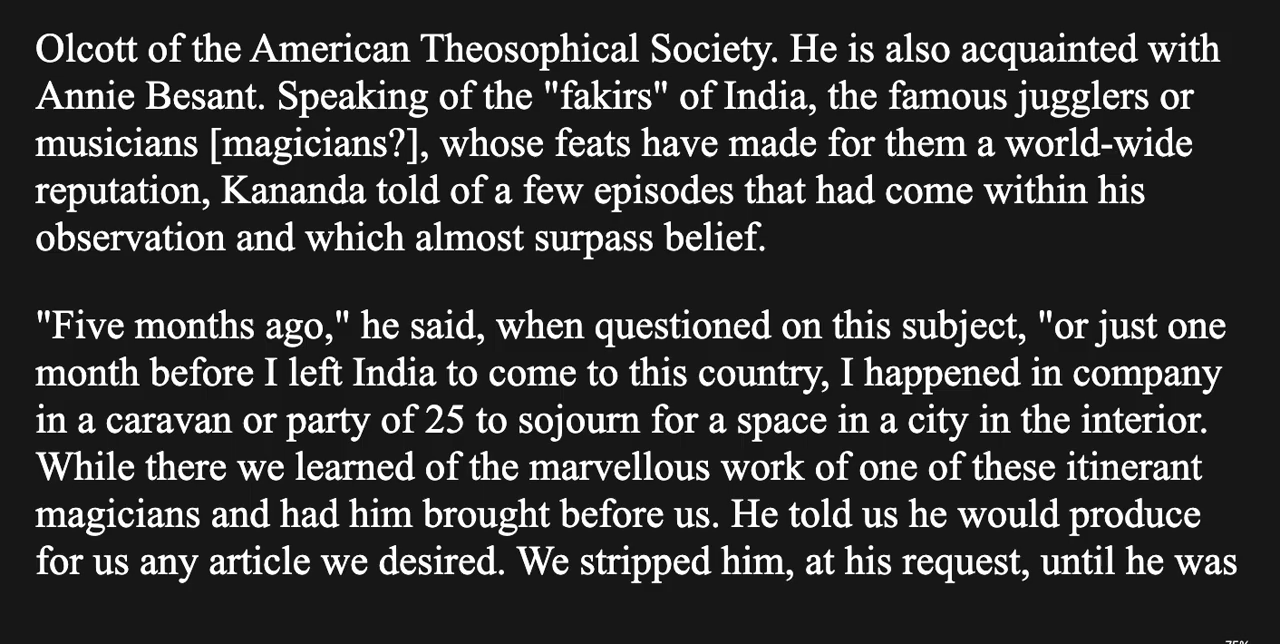 Olcott of the American Theosophical Society. He is also acquainted with
Annie Besant. Speaking of the "fakirs" of India, the famous jugglers or
musicians [magicians?], whose feats have made for them a world-wide
reputation, Kananda told of a few episodes that had come within his
observation and which almost surpass belief.
"Five months ago," he said, when questioned on this subject, "or just one
month before I left India to come to this country, I happened in company
in a caravan or party of 25 to sojourn for a space in a city in the interior.
While there we learned of the marvellous work of one of these itinerant
magicians and had him brought before us. He told us he would produce
for us any article we desired. We stripped him, at his request, until he was